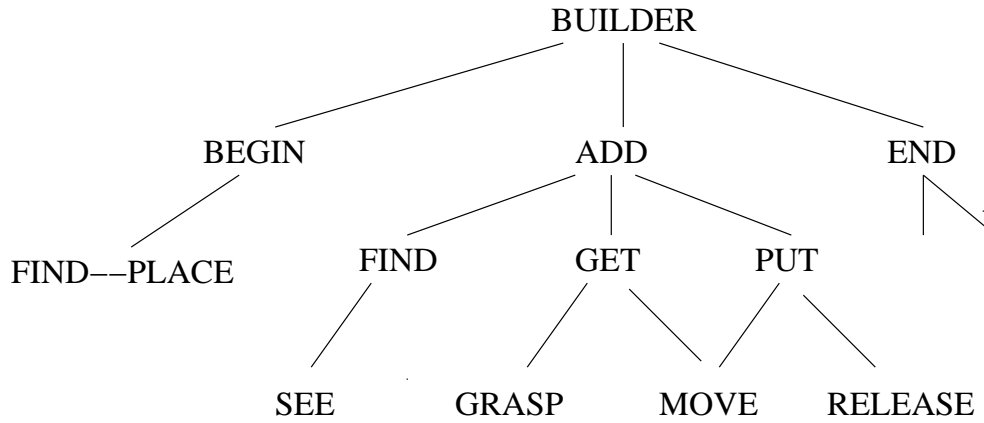 BUILDER
BEGIN ADD END
FIND--PLACE FIND GET PUT
SEE GRASP MOVE RELEASE